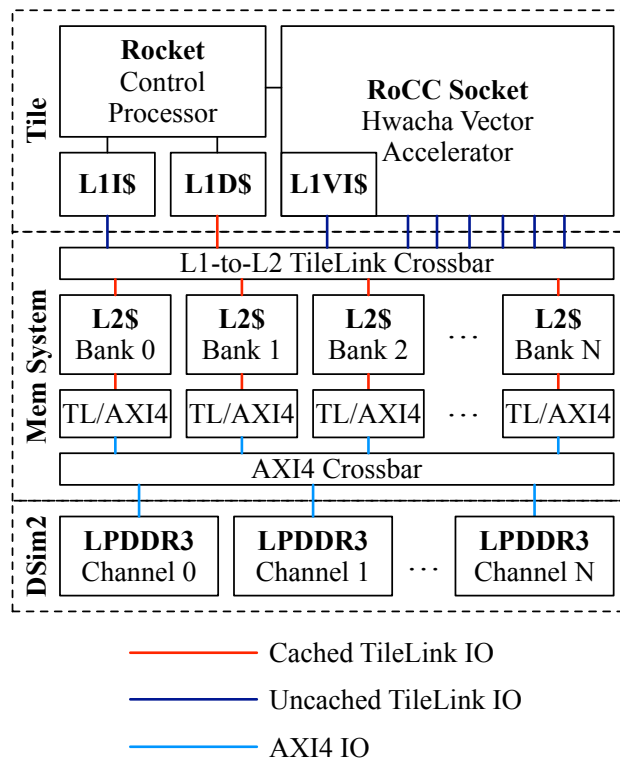 Tile
Rocket
Control
Processor
RoCC Socket
Hwacha Vector
Accelerator
L1I$
L1D$
L1VI$
Mem System
L1-to-L2 TileLink Crossbar
L2$
Bank 0
L2$
Bank 1
L2$
Bank 2
...
L2$
Bank N
TL/AXI4
TL/AXI4
TL/AXI4
...
TL/AXI4
AXI4 Crossbar
DSim2
LPDDR3
Channel 0
LPDDR3
Channel 1
...
LPDDR3
Channel N
Cached TileLink IO
Uncached TileLink IO
AXI4 IO